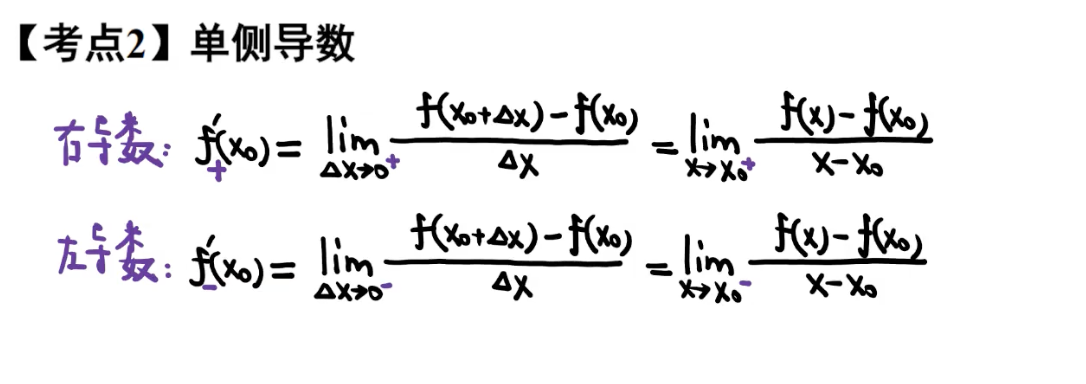 【考点2】单侧导数
右导数: f′₊(x₀) = lim_{Δx→0⁺} (f(x₀+Δx)−f(x₀))/Δx = lim_{x→x₀⁺} (f(x)−f(x₀))/(x−x₀)
左导数: f′₋(x₀) = lim_{Δx→0⁻} (f(x₀+Δx)−f(x₀))/Δx = lim_{x→x₀⁻} (f(x)−f(x₀))/(x−x₀)